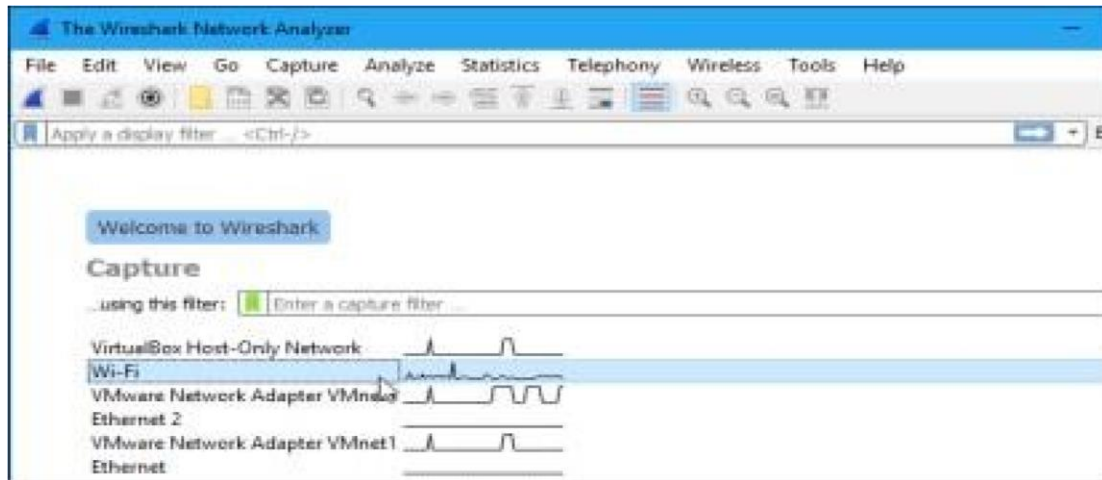 The Wireshark Network Analyzer
File Edit View Go Capture Analyze Statistics Telephony Wireless Tools Help
Apply a display filter ... <Ctrl-/>
Welcome to Wireshark
Capture
...using this filter: Enter a capture filter ...
VirtualBox Host-Only Network
Wi-Fi
VMware Network Adapter
Ethernet 2
VMware Network Adapter VMnet1
Ethernet